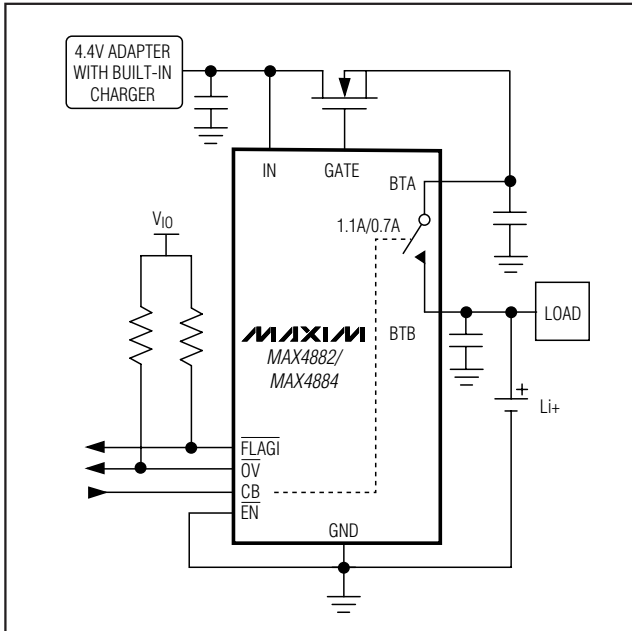 4.4V ADAPTER
WITH BUILT-IN
CHARGER
IN
GATE
BTA
1.1A/0.7A
VIO
LOAD
MAXIM
MAX4882/
MAX4884
BTB
+
Li+
FLAGI
OV
CB
EN
GND